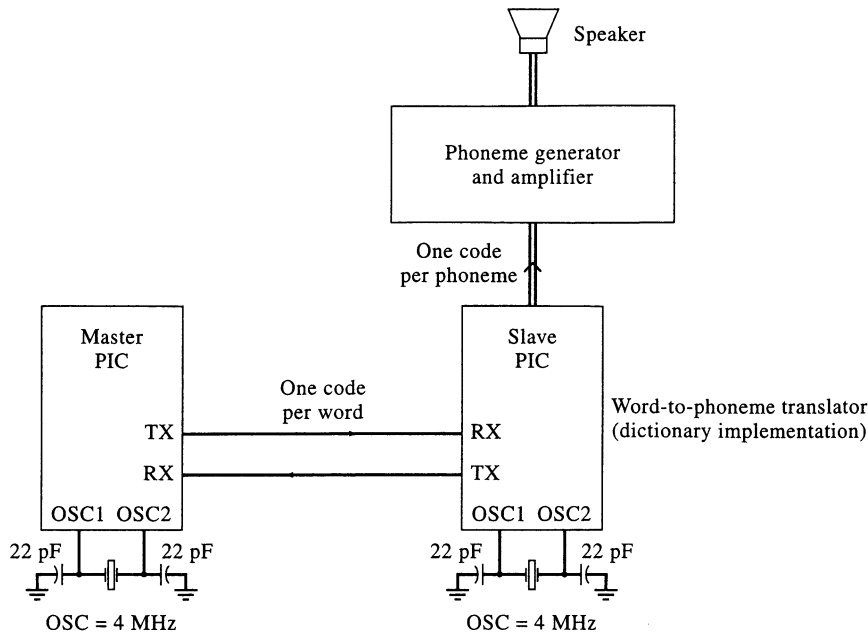 Speaker
Phoneme generator
and amplifier
One code
per phoneme
Master
PIC
Slave
PIC
One code
per word
Word-to-phoneme translator
(dictionary implementation)
TX
RX
RX
TX
OSC1 OSC2
OSC1 OSC2
22 pF
22 pF
22 pF
22 pF
OSC = 4 MHz
OSC = 4 MHz